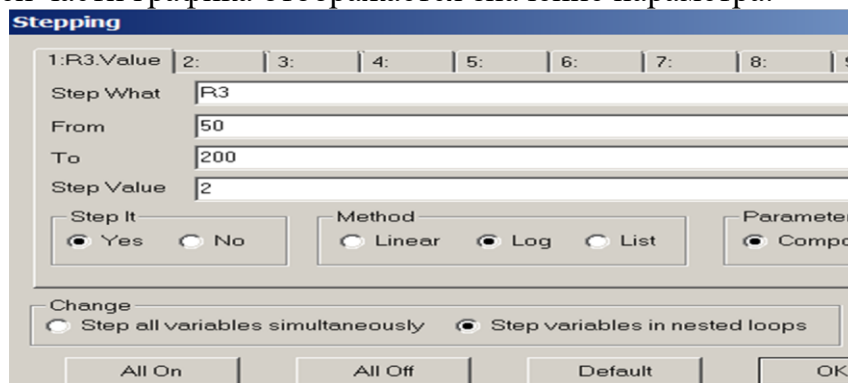 Stepping
1:R3.Value 2: 3: 4: 5: 6: 7: 8:
Step What R3
From 50
To 200
Step Value 2
Step It Method
Yes No Linear Log List
Change
Step all variables simultaneously Step variables in nested loops
All On All Off Default OK